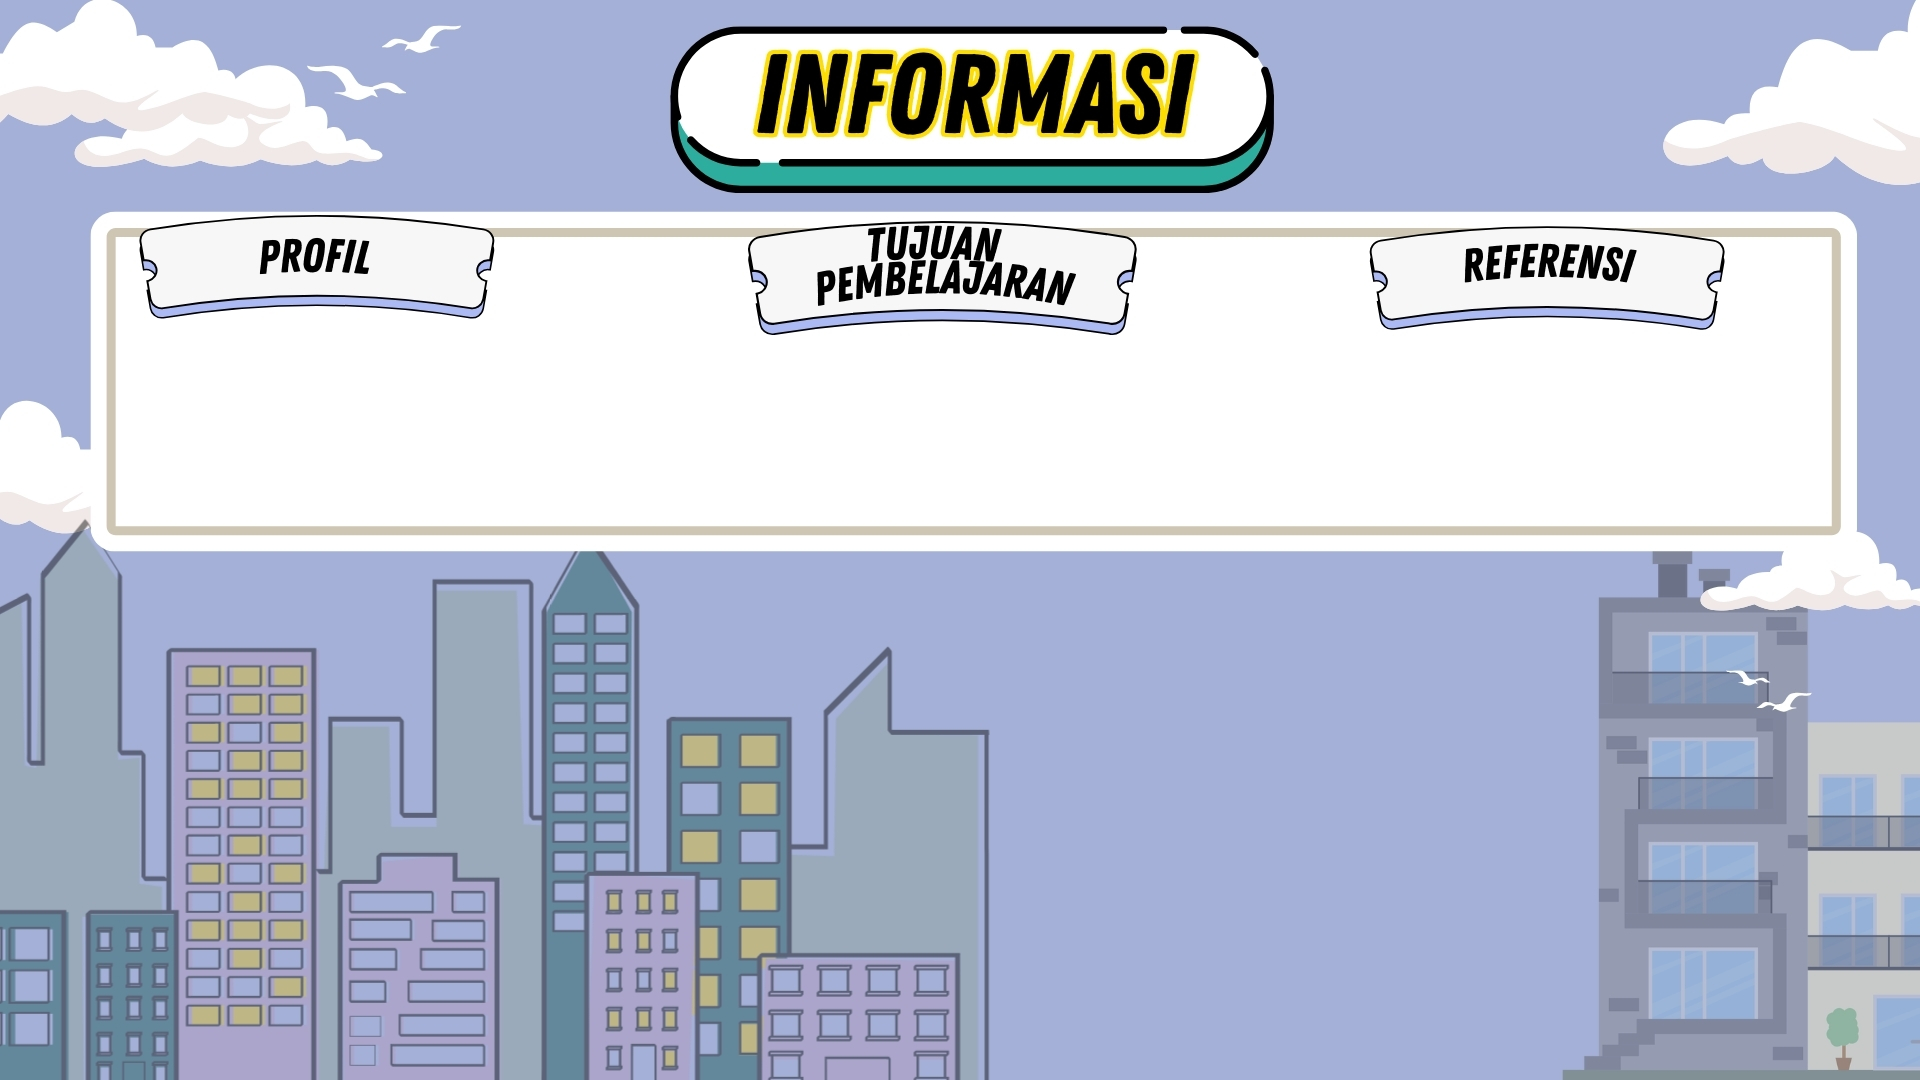 INFORMASI
PROFIL
TUJUAN
PEMBELAJARAN
REFERENSI